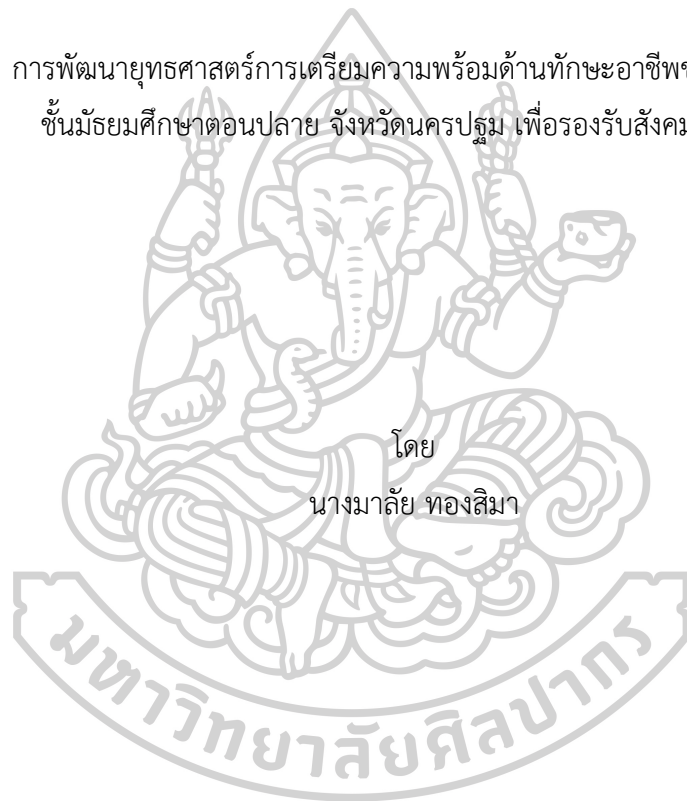 การพัฒนายุทธศาสตร์การเตรียมความพร้อมด้านทักษะอาชีพ
ชั้นมัธยมศึกษาตอนปลาย จังหวัดนครปฐม เพื่อรองรับสังคม
โดย
นางมาลัย ทองสิมา
มหาวิทยาลัยศิลปากร